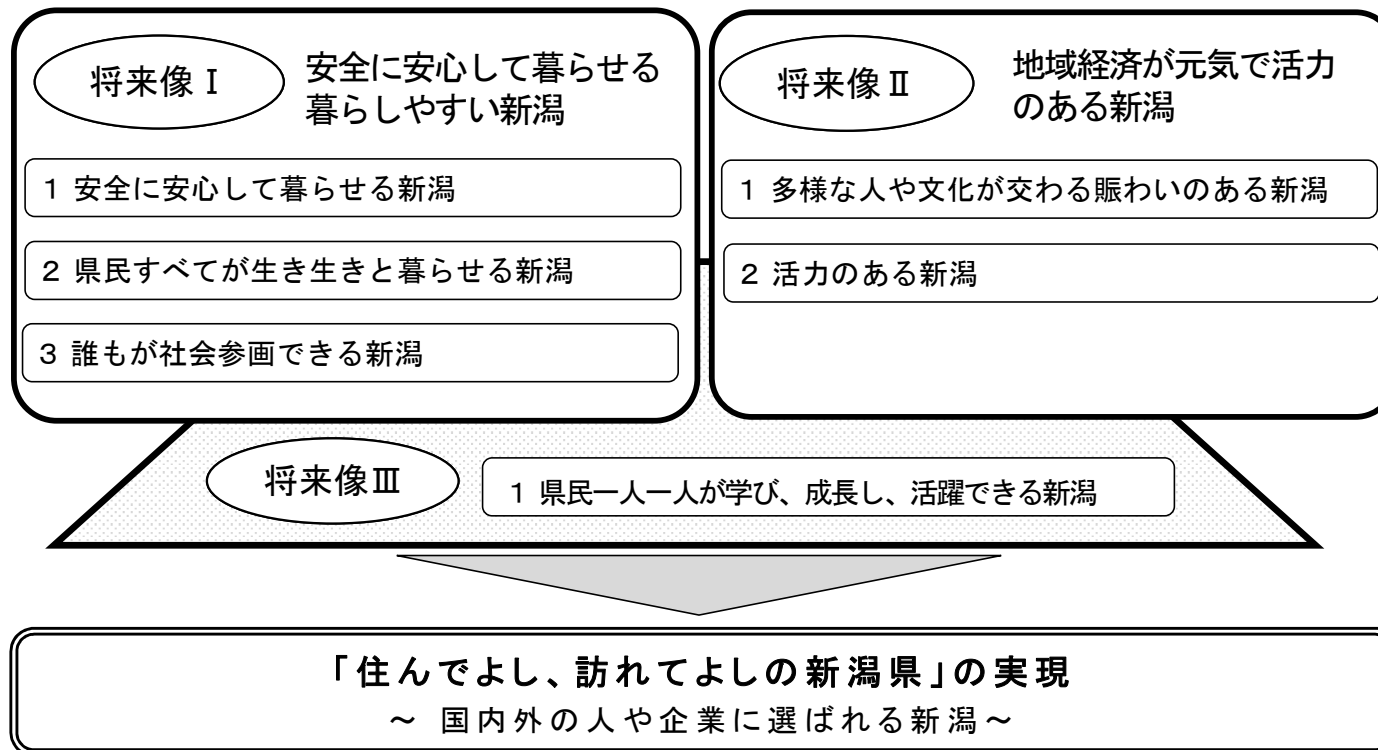 将来像Ⅰ
安全に安心して暮らせる
暮らしやすい新潟
1 安全に安心して暮らせる新潟
2 県民すべてが生き生きと暮らせる新潟
3 誰もが社会参画できる新潟
将来像Ⅱ
地域経済が元気で活力
のある新潟
1 多様な人や文化が交わる賑わいのある新潟
2 活力のある新潟
将来像Ⅲ
1 県民一人一人が学び、成長し、活躍できる新潟
「住んでよし、訪れてよしの新潟県」の実現
～ 国内外の人や企業に選ばれる新潟～